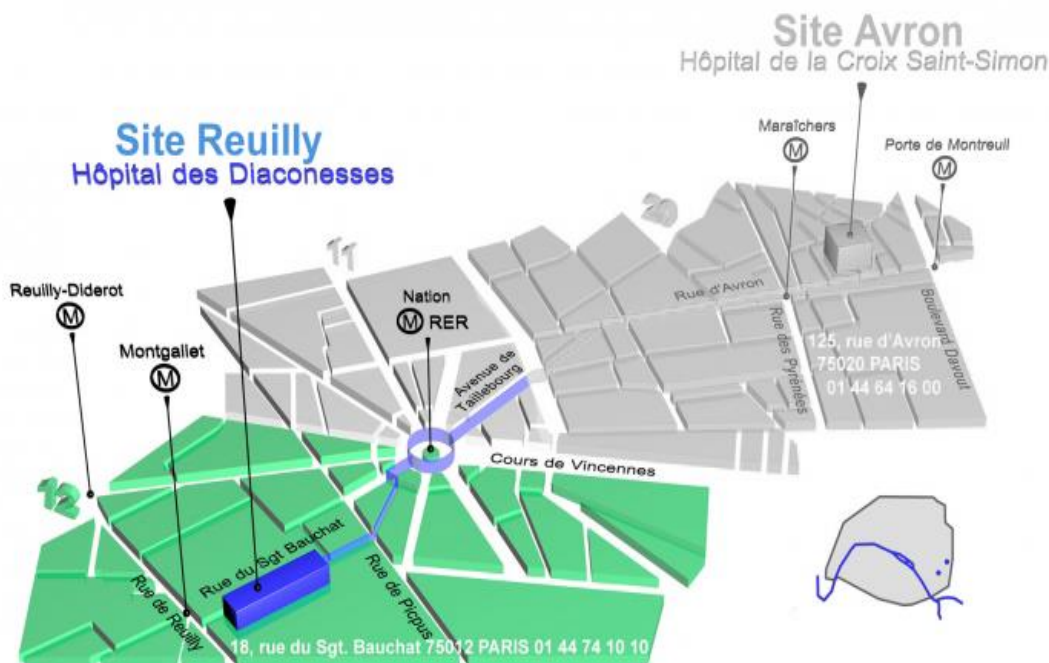 Site Avron
Hôpital de la Croix Saint-Simon
Maraîchers
M
Porte de Montreuil
M
Site Reuilly
Hôpital des Diaconesses
20
11
Reuilly-Diderot
M
Nation
M RER
Montgallet
M
Rue d'Avron
Rue des Pyrénées
Boulevard Davout
125, rue d'Avron
75020 PARIS
01 44 64 16 00
Avenue de
Taillebourg
Cours de Vincennes
12
Rue du Sgt Bauchat
Rue de Picpus
Rue de Reuilly
18, rue du Sgt. Bauchat 75012 PARIS 01 44 74 10 10